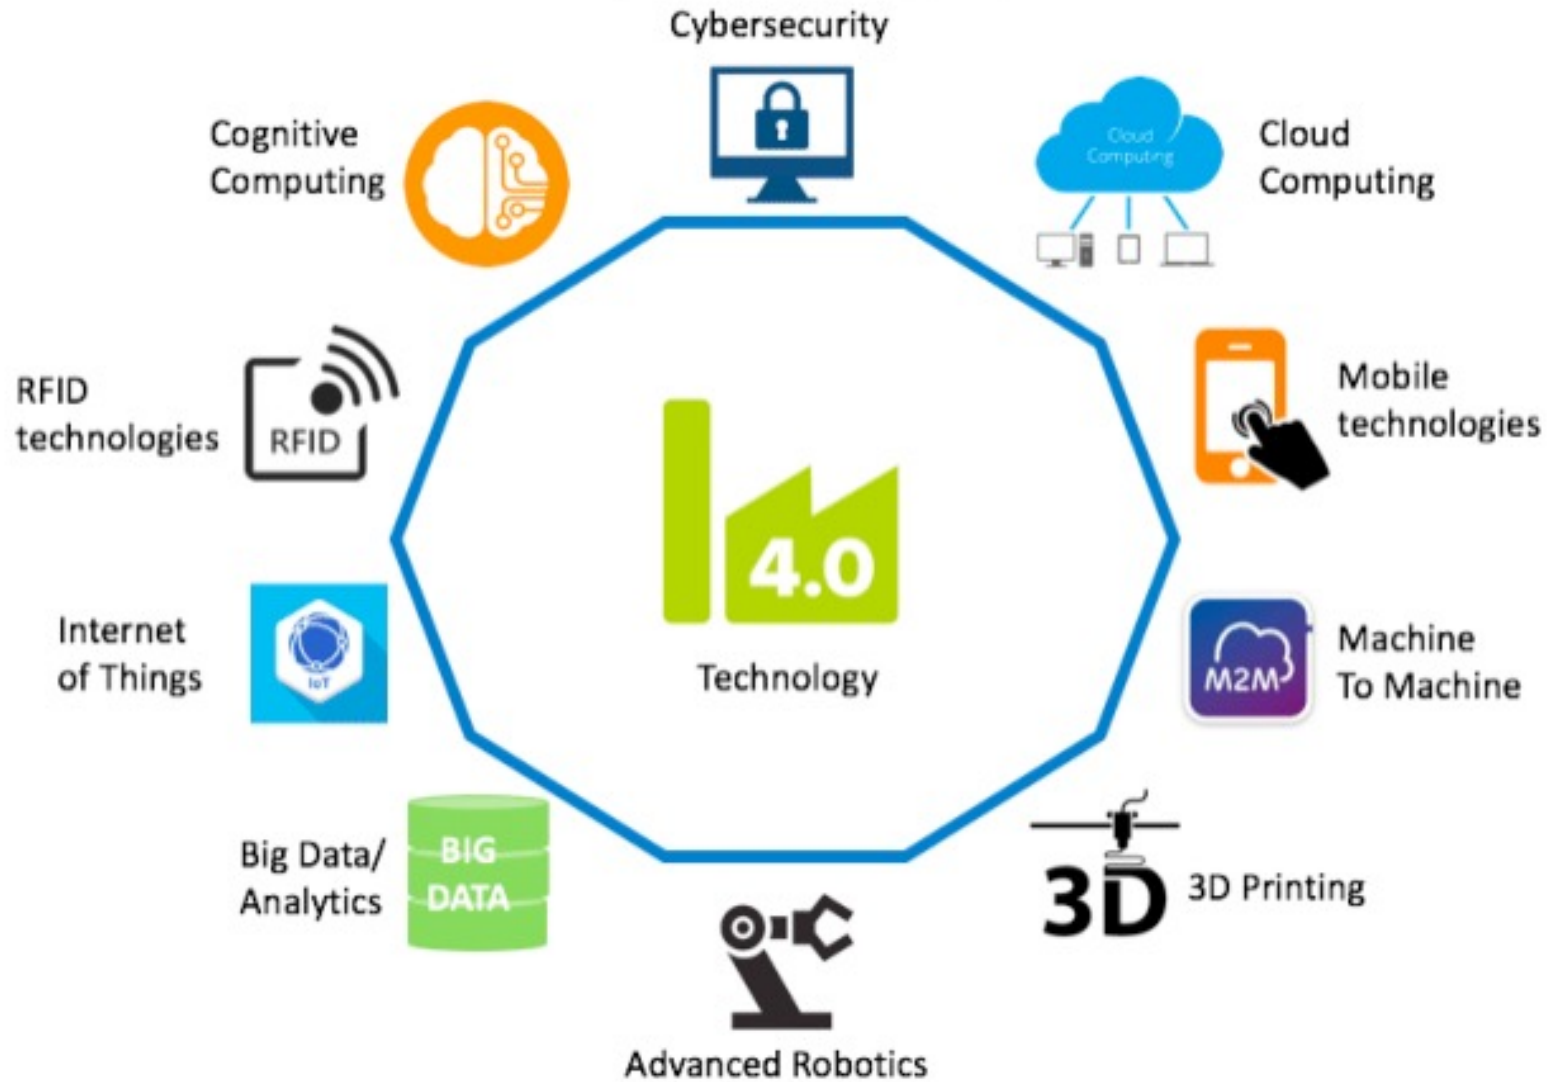 Cybersecurity
Cognitive
Computing
Cloud
Computing
Cloud
Computing
RFID
technologies
RFID
Mobile
technologies
4.0
Technology
Internet
of Things
IoT
M2M
Machine
To Machine
Big Data/
Analytics
BIG
DATA
3D
3D Printing
Advanced Robotics